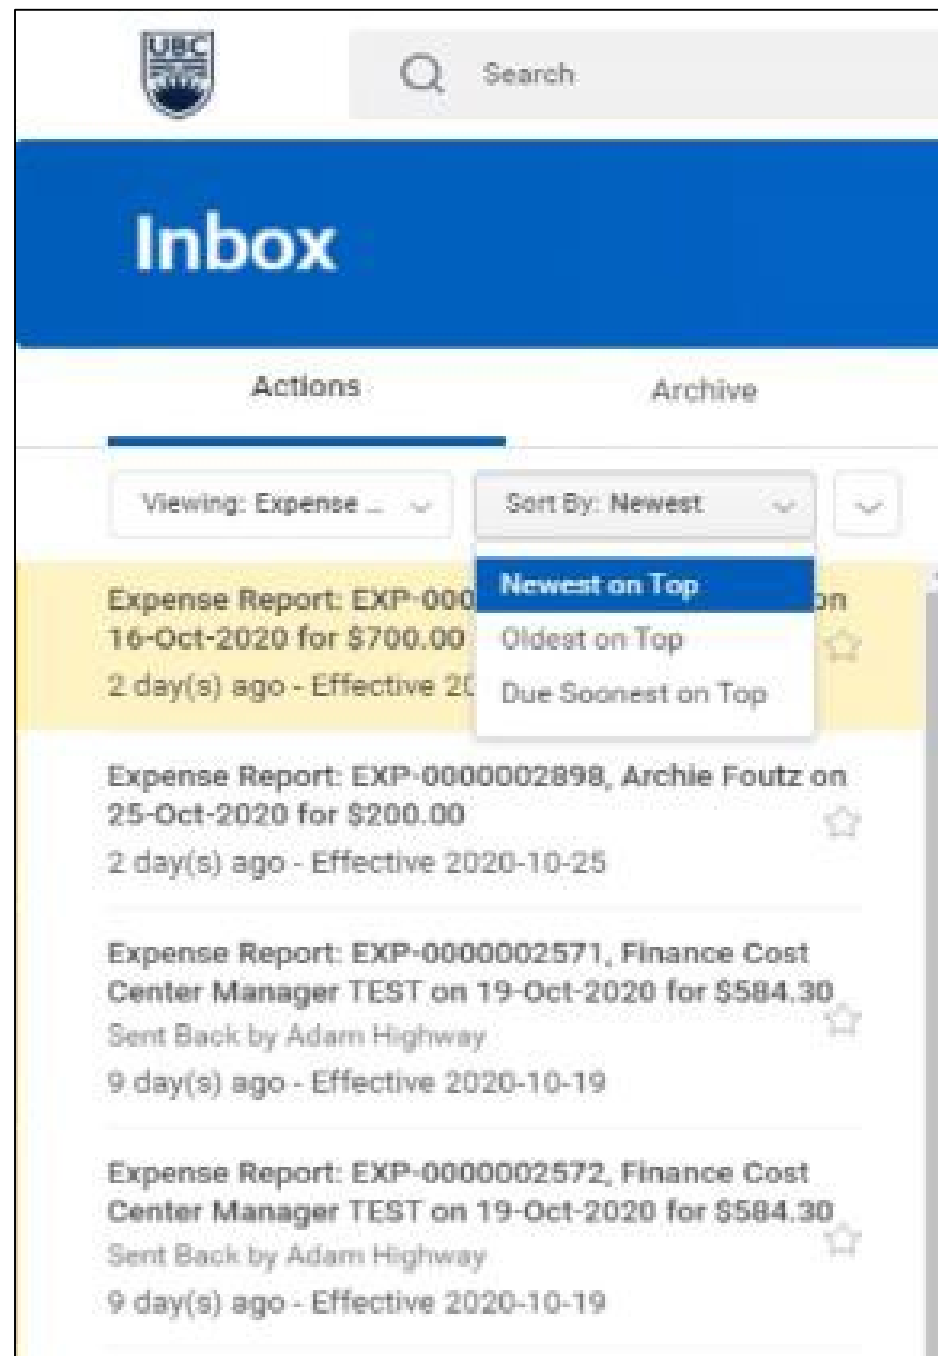 UBC
Search
Inbox
Actions
Archive
Viewing: Expense ...
Sort By: Newest
Newest on Top
Oldest on Top
Due Soonest on Top
Expense Report: EXP-000 on
16-Oct-2020 for $700.00
2 day(s) ago - Effective 20
Expense Report: EXP-0000002898, Archie Foutz on
25-Oct-2020 for $200.00
2 day(s) ago - Effective 2020-10-25
Expense Report: EXP-0000002571, Finance Cost
Center Manager TEST on 19-Oct-2020 for $584.30
Sent Back by Adam Highway
9 day(s) ago - Effective 2020-10-19
Expense Report: EXP-0000002572, Finance Cost
Center Manager TEST on 19-Oct-2020 for $584.30
Sent Back by Adam Highway
9 day(s) ago - Effective 2020-10-19